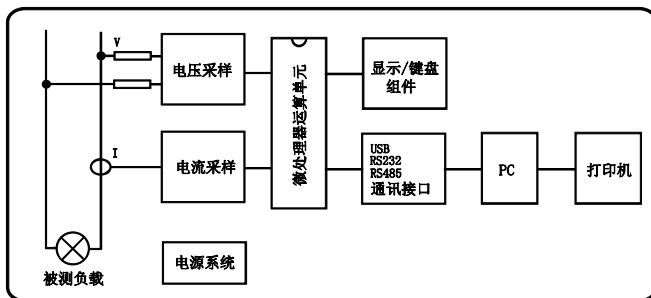 V
电压采样
I
电流采样
微处理器运算单元
显示/键盘
组件
USB
RS232
RS485
通讯接口
PC
打印机
被测负载
电源系统